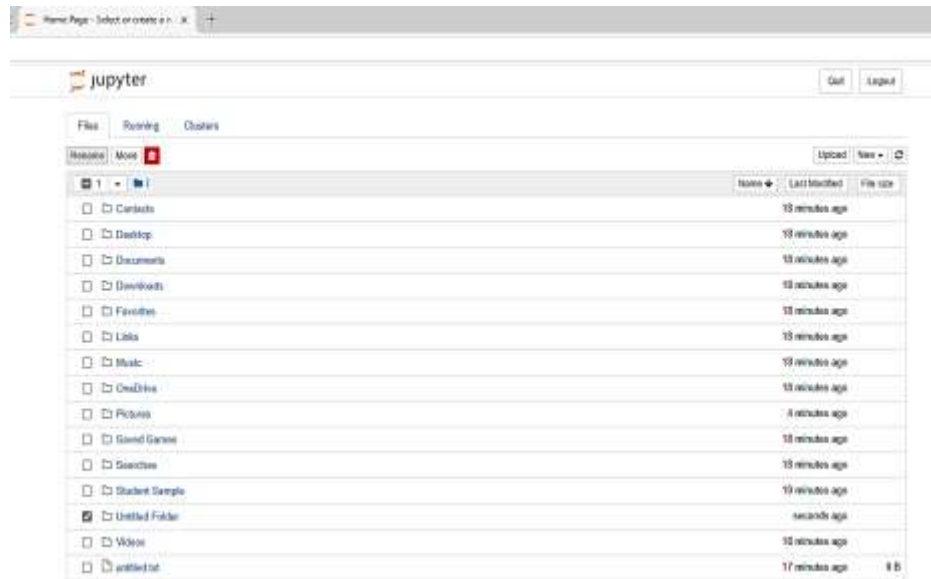 Home Page - Select or create a n
jupyter
Quit Logout
Files Running Clusters
Rename Move
Upload New
1 /
Name Last Modified File size
Contacts 18 minutes ago
Desktop 18 minutes ago
Documents 18 minutes ago
Downloads 18 minutes ago
Favorites 18 minutes ago
Links 18 minutes ago
Music 18 minutes ago
OneDrive 18 minutes ago
Pictures 4 minutes ago
Saved Games 18 minutes ago
Searches 18 minutes ago
Student Sample 19 minutes ago
Untitled Folder seconds ago
Videos 18 minutes ago
untitled.txt 17 minutes ago B